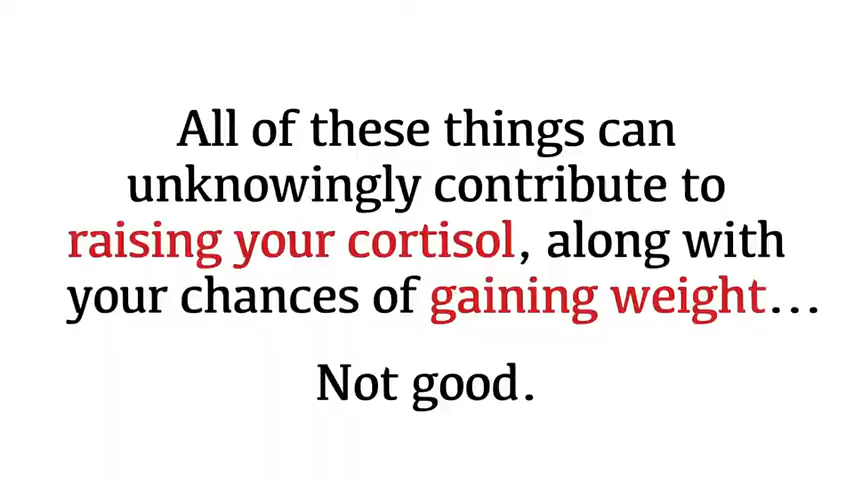 All of these things can
unknowingly contribute to
raising your cortisol, along with
your chances of gaining weight...
Not good.